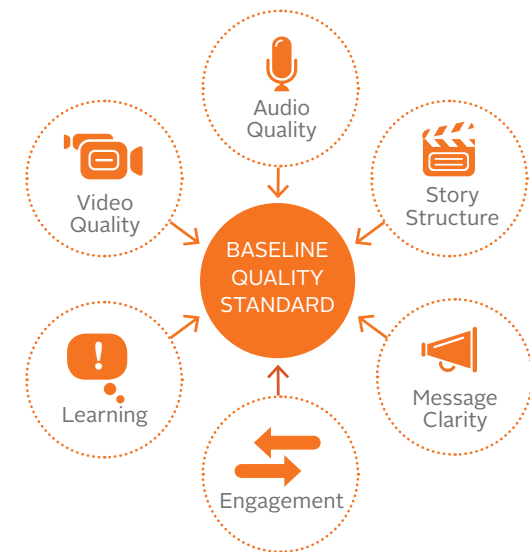 Audio
Quality
Video
Quality
Story
Structure
BASELINE
QUALITY
STANDARD
!
Learning
Message
Clarity
Engagement